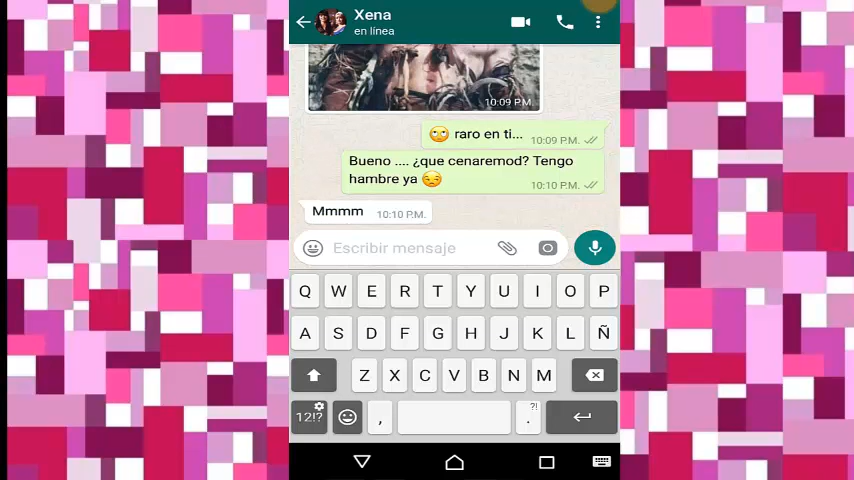 Xena
en línea
10:09 P.M.
🙄 raro en ti... 10:09 P.M.
Bueno .... ¿que cenaremod? Tengo
hambre ya 😒
10:10 P.M.
Mmmm 10:10 P.M.
Escribir mensaje
Q W E R T Y U I O P
A S D F G H J K L Ñ
Z X C V B N M
12!? , . ?!